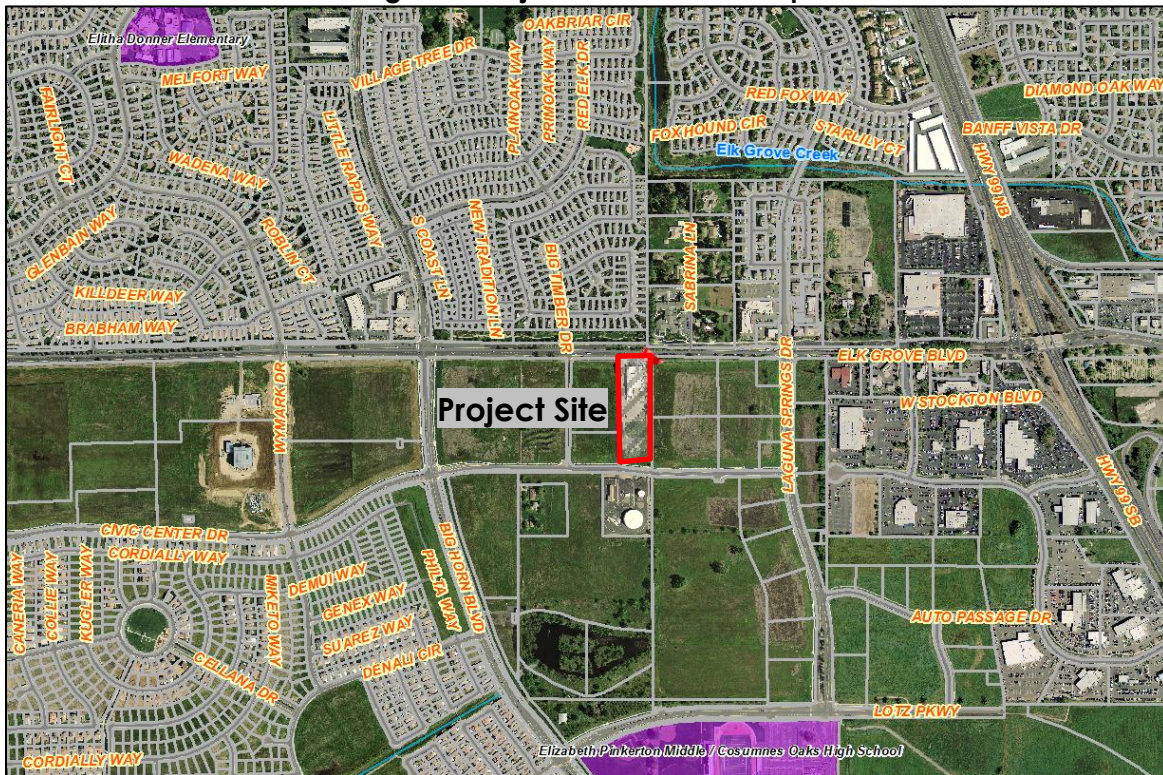 OAKBRIAR CIR
Elitha Donner Elementary
VILLAGE TREE DR
MELFORT WAY
PLAINOAK WAY
PRIMOAK WAY
RED ELK DR
RED FOX WAY
DIAMOND OAK WAY
FAIRLIGHT CT
LITTLE RAPIDS WAY
FOX HOUND CIR
STARLILY CT
BANFF VISTA DR
Elk Grove Creek
WADENA WAY
HWY 99 NB
GLENBAIN WAY
ROBLIN CT
S COAST LN
NEW TRADITION LN
BIG TIMBER DR
SABRINA LN
KILLDEER WAY
BRABHAM WAY
ELK GROVE BLVD
WYMARK DR
Project Site
LAGUNA SPRINGS DR
W STOCKTON BLVD
HWY 99 SB
CIVIC CENTER DR
CORDIALLY WAY
BIG HORN BLVD
CANERIA WAY
COLLIE WAY
KUGLER WAY
MIKETO WAY
DEMUI WAY
GENEX WAY
PHILTA WAY
SUAREZ WAY
DENALI CIR
AUTO PASSAGE DR
CELLANA DR
LOTZ PKWY
CORDIALLY WAY
Elizabeth Pinkerton Middle / Cosumnes Oaks High School